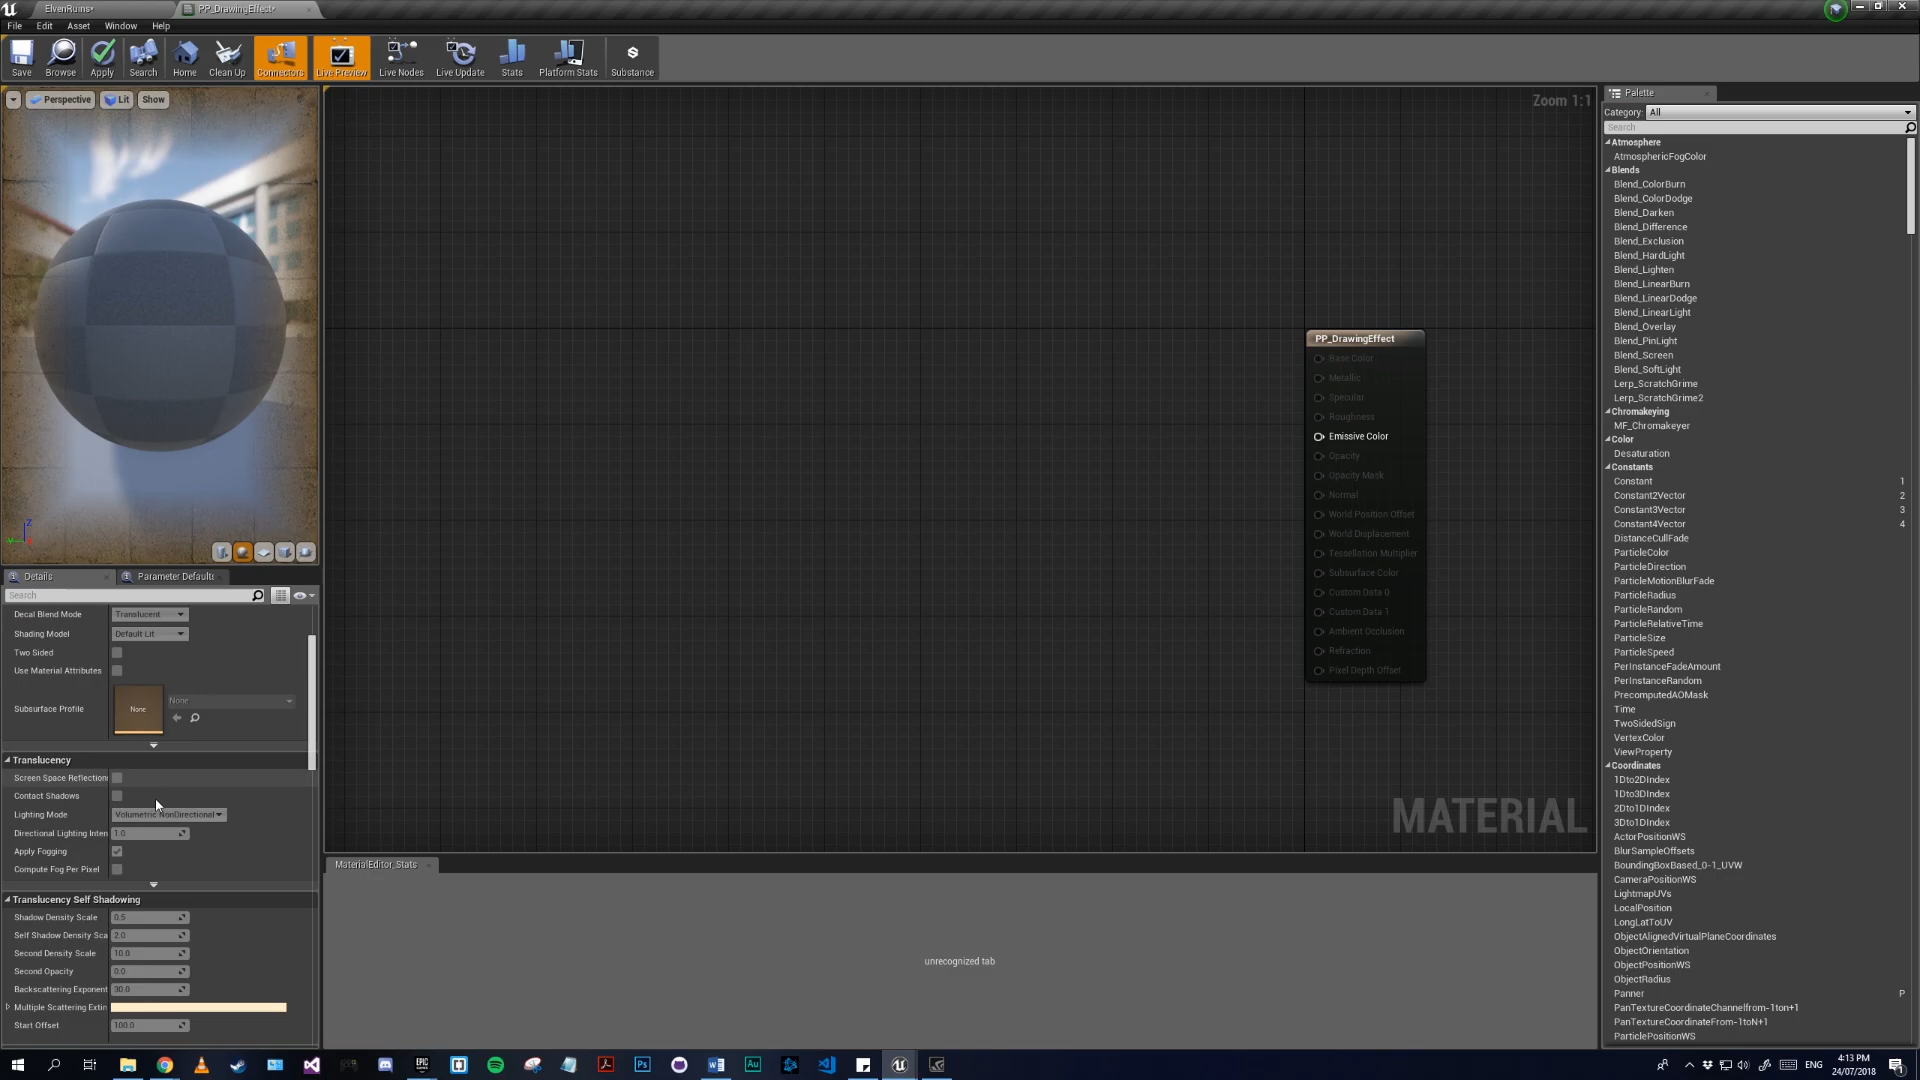 ElvenRuins*
PP_DrawingEffect*
File Edit Asset Window Help
Save Browse Apply Search Home Clean Up Connectors Live Preview Live Nodes Live Update Stats Platform Stats Substance
Perspective Lit Show
Zoom 1:1
Palette
Category: All
Search
Atmosphere
AtmosphericFogColor
Blends
Blend_ColorBurn
Blend_ColorDodge
Blend_Darken
Blend_Difference
Blend_Exclusion
Blend_HardLight
Blend_Lighten
Blend_LinearBurn
Blend_LinearDodge
Blend_LinearLight
Blend_Overlay
Blend_PinLight
Blend_Screen
Blend_SoftLight
Lerp_ScratchGrime
Lerp_ScratchGrime2
Chromakeying
MF_Chromakeyer
Color
Desaturation
Constants
Constant 1
Constant2Vector 2
Constant3Vector 3
Constant4Vector 4
DistanceCullFade
ParticleColor
ParticleDirection
ParticleMotionBlurFade
ParticleRadius
ParticleRandom
ParticleRelativeTime
ParticleSize
ParticleSpeed
PerInstanceFadeAmount
PerInstanceRandom
PrecomputedAOMask
Time
TwoSidedSign
VertexColor
ViewProperty
Coordinates
1Dto2DIndex
1Dto3DIndex
2Dto1DIndex
3Dto1DIndex
ActorPositionWS
BlurSampleOffsets
BoundingBoxBased_0-1_UVW
CameraPositionWS
LightmapUVs
LocalPosition
LongLatToUV
ObjectAlignedVirtualPlaneCoordinates
ObjectOrientation
ObjectPositionWS
ObjectRadius
Panner P
PanTextureCoordinateChannelfrom-1ton+1
PanTextureCoordinateFrom-1toN+1
ParticlePositionWS
PP_DrawingEffect
Base Color
Metallic
Specular
Roughness
Emissive Color
Opacity
Opacity Mask
Normal
World Position Offset
World Displacement
Tessellation Multiplier
Subsurface Color
Custom Data 0
Custom Data 1
Ambient Occlusion
Refraction
Pixel Depth Offset
MATERIAL
Z
Y
Details
Parameter Defaults
Search
Decal Blend Mode Translucent
Shading Model Default Lit
Two Sided
Use Material Attributes
Subsurface Profile None None
Translucency
Screen Space Reflection
Contact Shadows
Lighting Mode Volumetric NonDirectional
Directional Lighting Inten 1.0
Apply Fogging
Compute Fog Per Pixel
Translucency Self Shadowing
Shadow Density Scale 0.5
Self Shadow Density Sca 2.0
Second Density Scale 10.0
Second Opacity 0.0
Backscattering Exponent 30.0
Multiple Scattering Extin
Start Offset 100.0
MaterialEditor_Stats
unrecognized tab
ENG
4:13 PM
24/07/2018